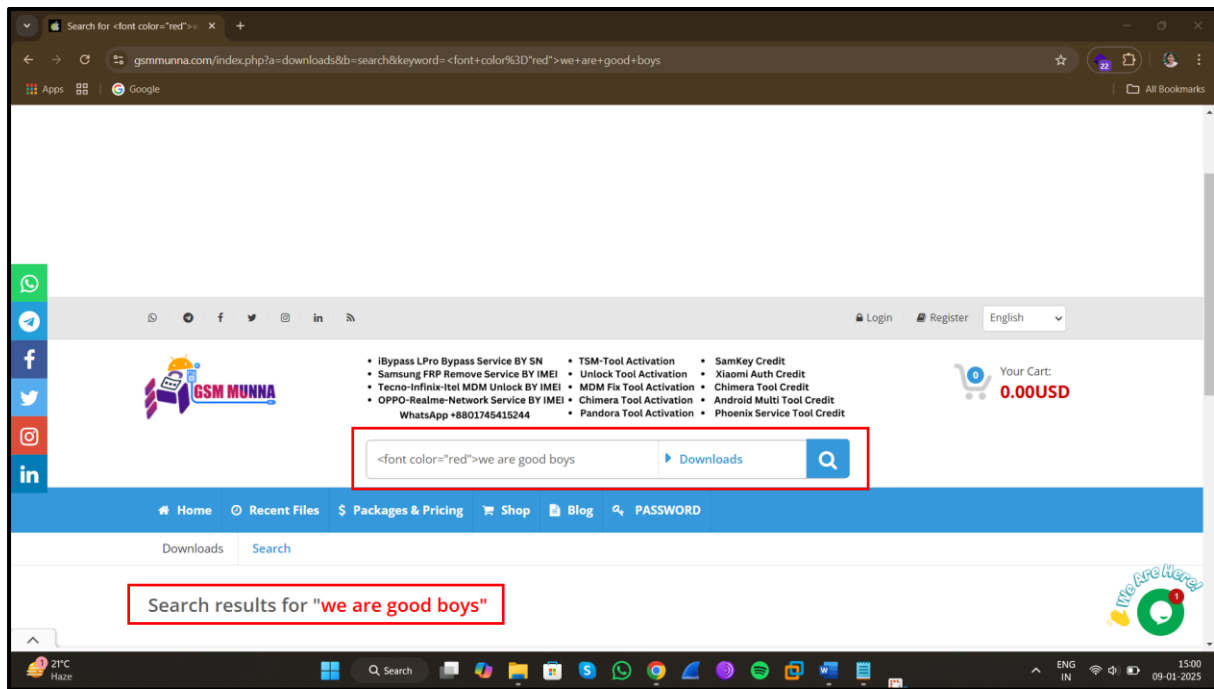 Search for <font color="red">w
gsmmunna.com/index.php?a=downloads&b=search&keyword=<font+color%3D"red">we+are+good+boys
22
Apps
Google
All Bookmarks
Login
Register
English
GSM MUNNA
• iBypass LPro Bypass Service BY SN
• Samsung FRP Remove Service BY IMEI
• Tecno-Infinix-Itel MDM Unlock BY IMEI
• OPPO-Realme-Network Service BY IMEI
WhatsApp +8801745415244
• TSM-Tool Activation
• Unlock Tool Activation
• MDM Fix Tool Activation
• Chimera Tool Activation
• Pandora Tool Activation
• SamKey Credit
• Xiaomi Auth Credit
• Chimera Tool Credit
• Android Multi Tool Credit
• Phoenix Service Tool Credit
0
Your Cart:
0.00USD
<font color="red">we are good boys
Downloads
Home
Recent Files
$ Packages & Pricing
Shop
Blog
PASSWORD
Downloads
Search
Search results for "we are good boys"
We Are Here!
1
1
21°C
Haze
Search
ENG
IN
15:00
09-01-2025